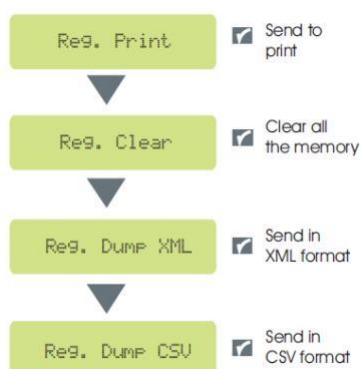 Reg. Print
Send to
print
Reg. Clear
Clear all
the memory
Reg. Dump XML
Send in
XML format
Reg. Dump CSV
Send in
CSV format